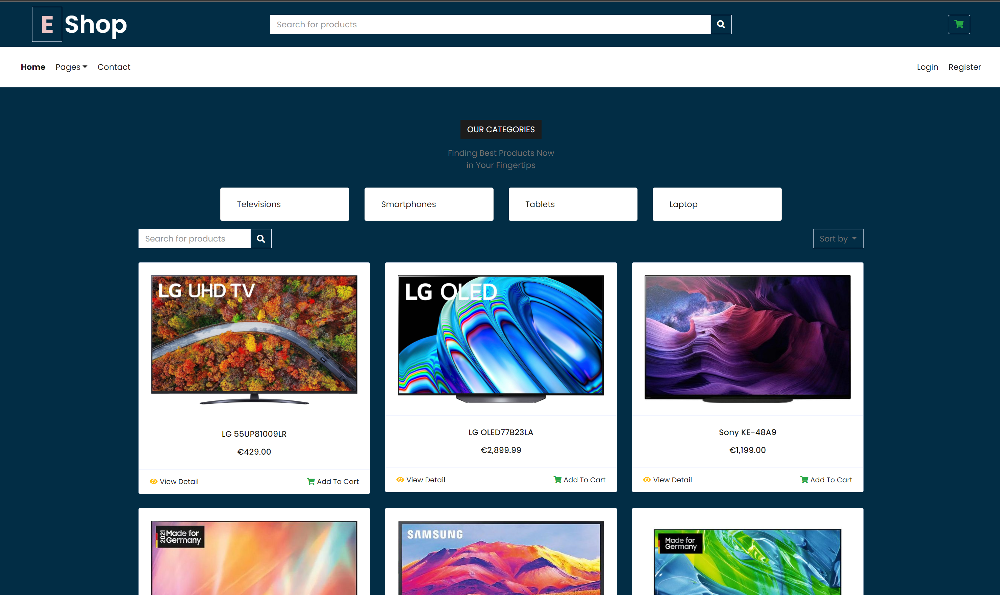 E Shop
Search for products
Home Pages Contact
Login Register
OUR CATEGORIES
Finding Best Products Now
in Your Fingertips
Televisions
Smartphones
Tablets
Laptop
Search for products
Sort by
LG UHD TV
LG 55UP81009LR
€429.00
View Detail
Add To Cart
LG OLED
LG OLED77B23LA
€2,899.99
View Detail
Add To Cart
Sony KE-48A9
€1,199.00
View Detail
Add To Cart
2021
Made for
Germany
SAMSUNG
Made for
Germany